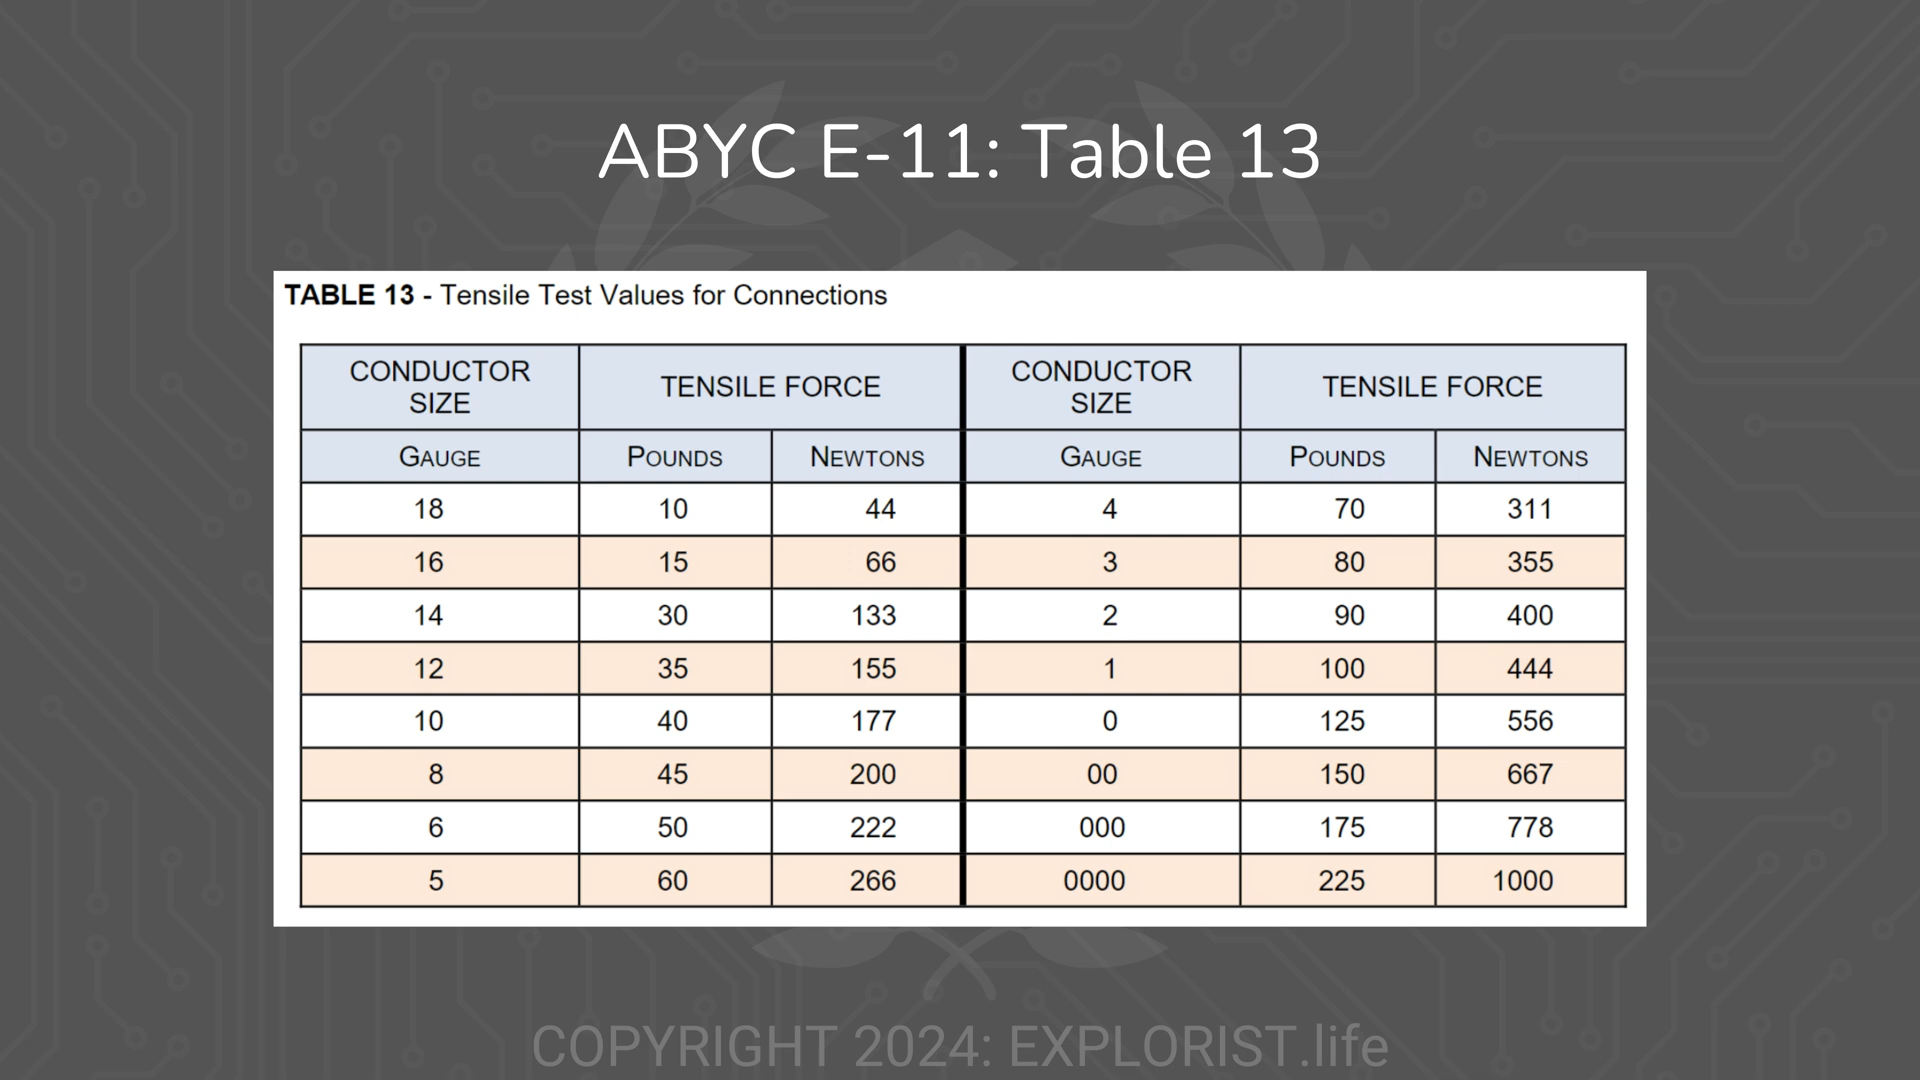 ABYC E-11: Table 13
TABLE 13 - Tensile Test Values for Connections
CONDUCTOR SIZE TENSILE FORCE CONDUCTOR SIZE TENSILE FORCE
GAUGE POUNDS NEWTONS GAUGE POUNDS NEWTONS
18 10 44 4 70 311
16 15 66 3 80 355
14 30 133 2 90 400
12 35 155 1 100 444
10 40 177 0 125 556
8 45 200 00 150 667
6 50 222 000 175 778
5 60 266 0000 225 1000
COPYRIGHT 2024: EXPLORIST.life